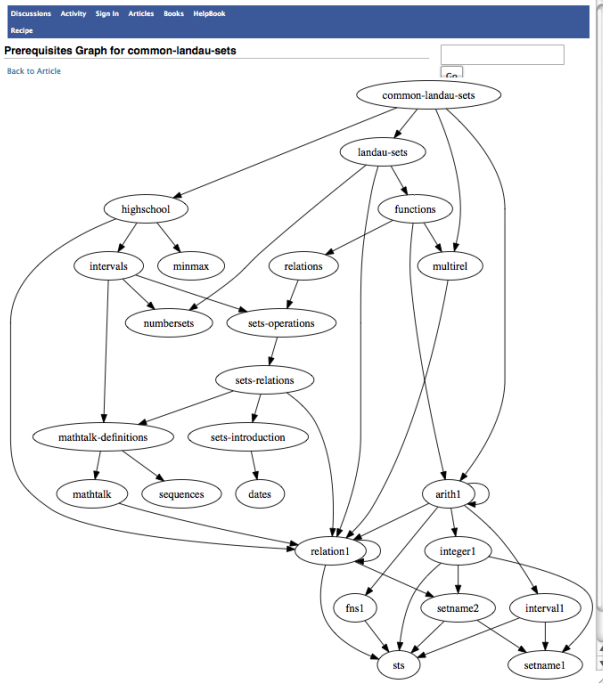 Discussions Activity Sign In Articles Books HelpBook
Recipe
Prerequisites Graph for common-landau-sets
Back to Article
Go
common-landau-sets
landau-sets
highschool
functions
intervals
minmax
relations
multirel
numbersets
sets-operations
sets-relations
mathtalk-definitions
sets-introduction
mathtalk
sequences
dates
arith1
relation1
integer1
fns1
setname2
interval1
sts
setname1